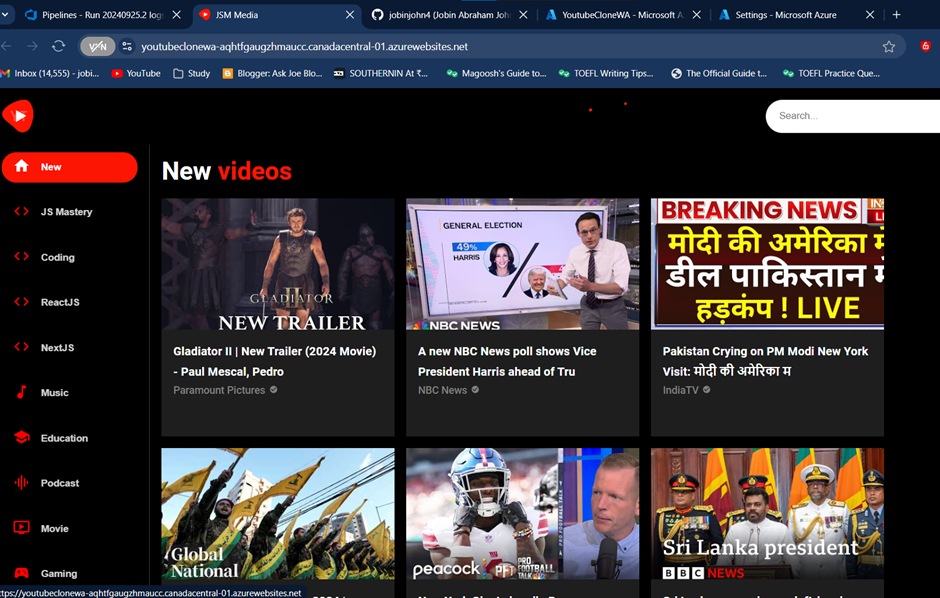 Pipelines - Run 20240925.2 logs
JSM Media
jobinjohn4 (Jobin Abraham Joh
YoutubeCloneWA - Microsoft A
Settings - Microsoft Azure
VPN
youtubeclonewa-aqhtfgaugzhmaucc.canadacentral-01.azurewebsites.net
6
Inbox (14,555) - jobi...
YouTube
Study
Blogger: Ask Joe Blo...
SOUTHERNIN At ₹...
Magoosh's Guide to...
TOEFL Writing Tips...
The Official Guide t...
TOEFL Practice Que...
Search...
New
JS Mastery
Coding
ReactJS
NextJS
Music
Education
Podcast
Movie
Gaming
New videos
GLADIATOR
II
NEW TRAILER
Gladiator II | New Trailer (2024 Movie)
- Paul Mescal, Pedro
Paramount Pictures
GENERAL ELECTION
49%
HARRIS
NBC NEWS
A new NBC News poll shows Vice
President Harris ahead of Tru
NBC News
BREAKING NEWS
मोदी की अमेरिका में
डील पाकिस्तान में
हड़कंप ! LIVE
Pakistan Crying on PM Modi New York
Visit: मोदी की अमेरिका म
IndiaTV
Global
National
peacock
PFT
PRO
FOOTBALL
TALK
Sri Lanka president
BBC NEWS
ttps://youtubeclonewa-aqhtfgaugzhmaucc.canadacentral-01.azurewebsites.net